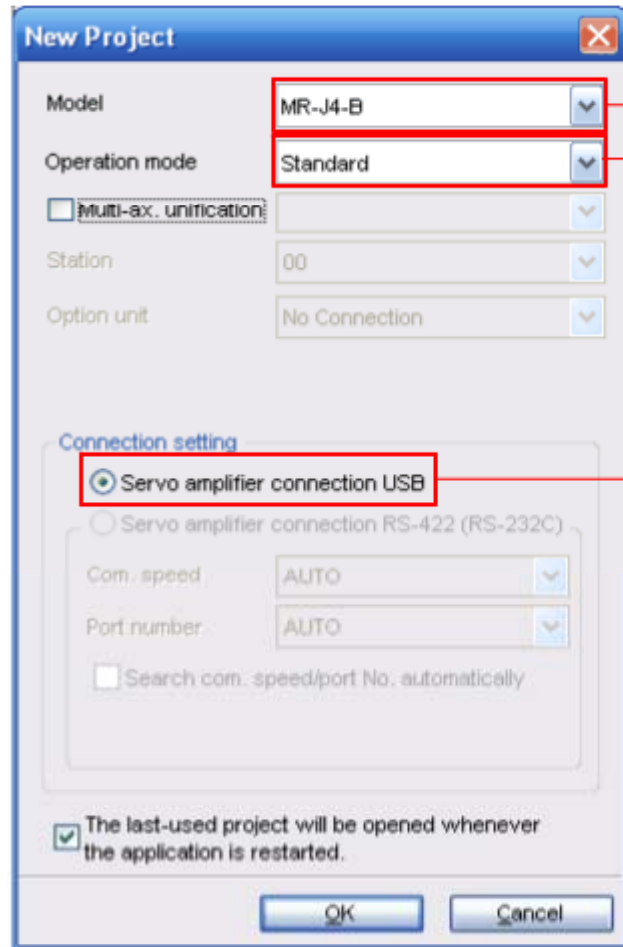 New Project
Model
MR-J4-B
Operation mode
Standard
Multi-ax. unification
Station
00
Option unit
No Connection
Connection setting
Servo amplifier connection USB
Servo amplifier connection RS-422 (RS-232C)
Com. speed
AUTO
Port number
AUTO
Search com. speed/port No. automatically
The last-used project will be opened whenever
the application is restarted.
OK
Cancel